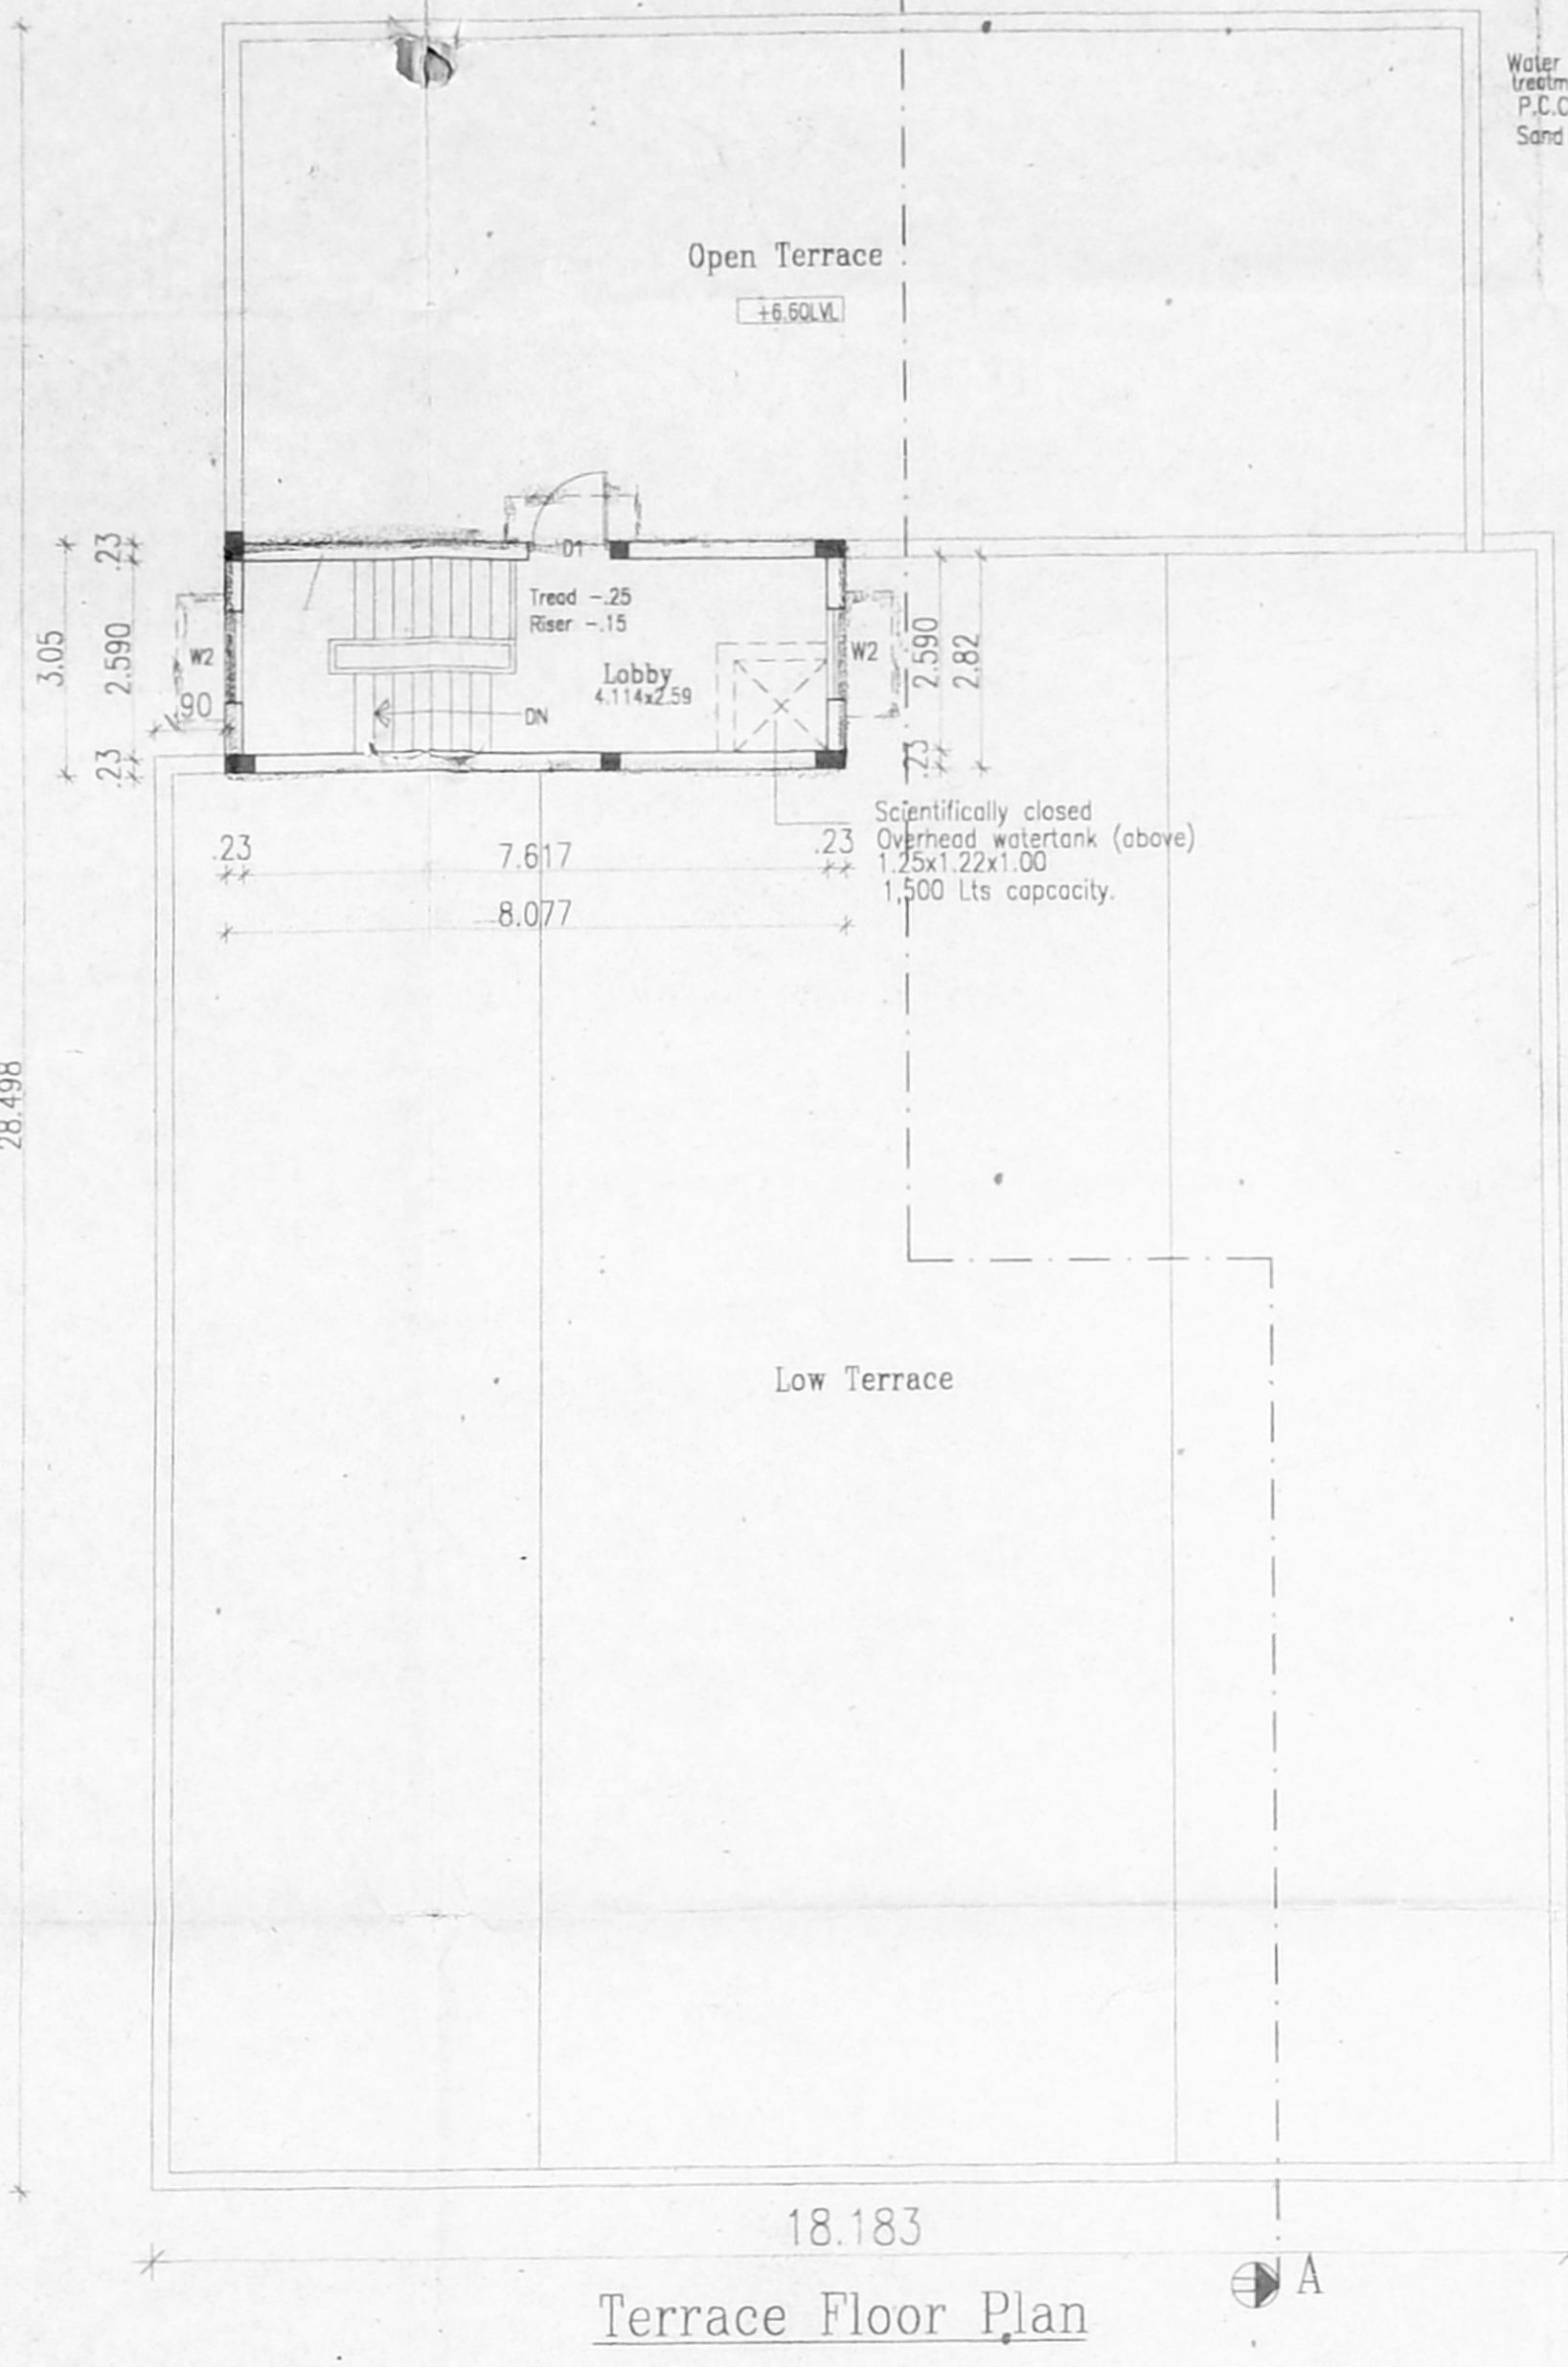 Water
P.C.C
Sand
Open Terrace
+6.60LVL
.23
3.05
2.590
.23
W2
.90
D1
Tread -.25
Riser -.15
Lobby
4.114x2.59
DN
W2
2.590
2.82
.23
Scientifically closed
Overhead watertank (above)
1.25x1.22x1.00
1,500 Lts capcacity.
.23
7.617
.23
8.077
28.498
Low Terrace
18.183
A
Terrace Floor Plan